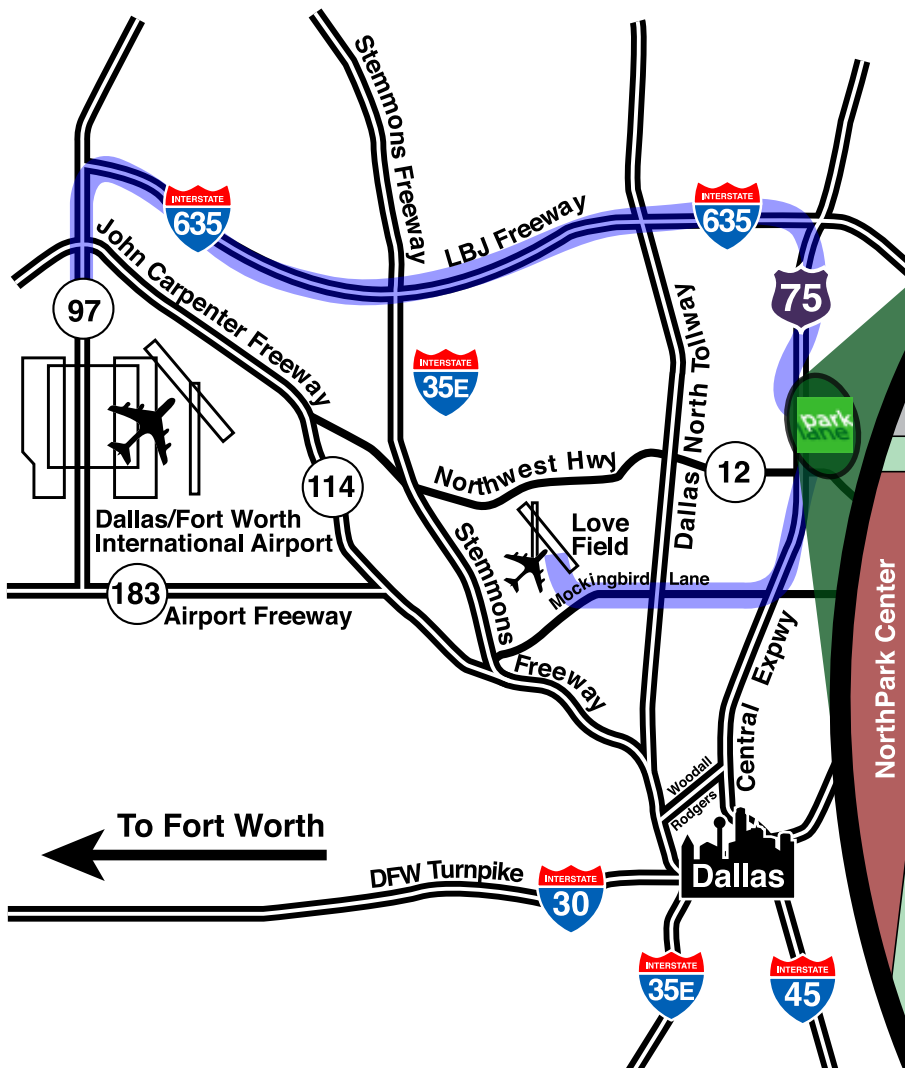 Stemmons Freeway
INTERSTATE
635
LBJ Freeway
INTERSTATE
635
John Carpenter Freeway
97
75
INTERSTATE
35E
Dallas North Tollway
park
lane
Northwest Hwy
12
114
Dallas/Fort Worth
International Airport
Love
Field
Stemmons
Freeway
Mockingbird Lane
183
Airport Freeway
Central Expwy
NorthPark Center
Woodall
Rodgers
To Fort Worth
DFW Turnpike
INTERSTATE
30
Dallas
INTERSTATE
35E
INTERSTATE
45